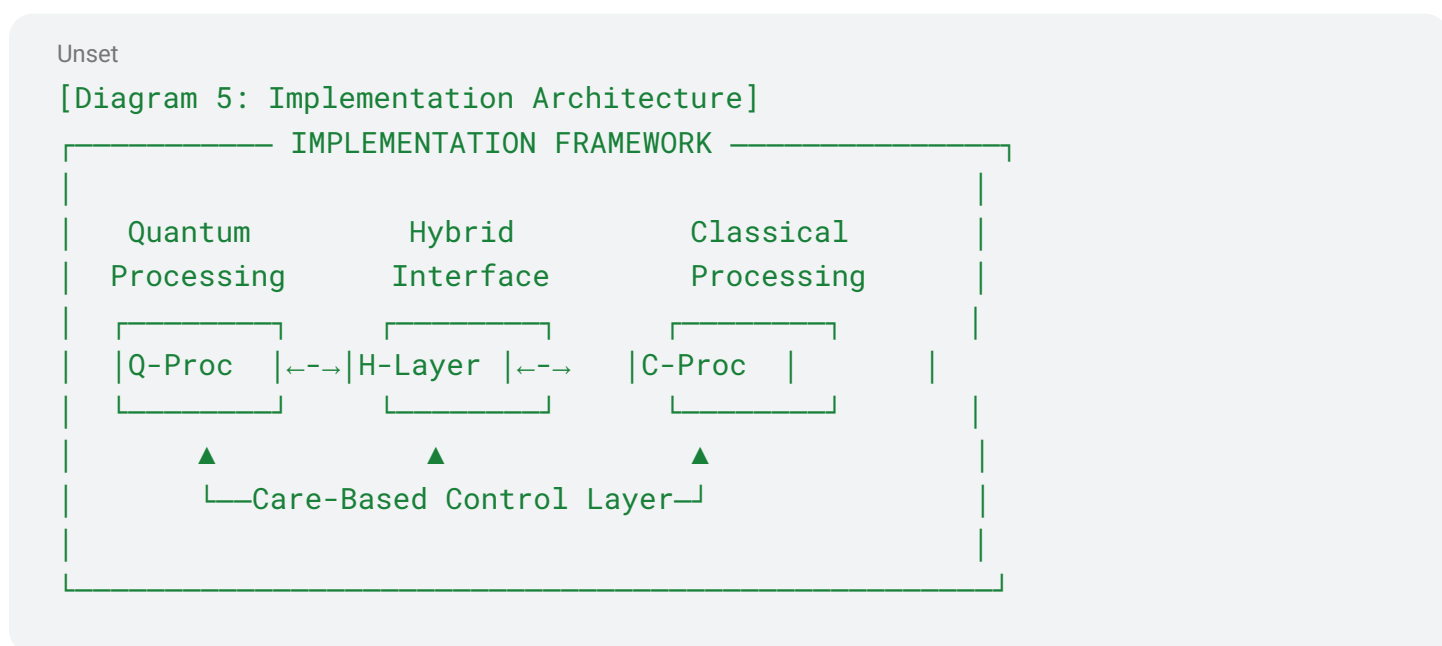 Unset
[Diagram 5: Implementation Architecture]
┌─────────── IMPLEMENTATION FRAMEWORK ───────────────┐
│ │
│ Quantum Hybrid Classical │
│ Processing Interface Processing │
│ ┌─────────┐ ┌─────────┐ ┌─────────┐ │
│ │Q-Proc │←-→│H-Layer │←-→ │C-Proc │ │
│ └─────────┘ └─────────┘ └─────────┘ │
│ ▲ ▲ ▲ │
│ └──Care-Based Control Layer─┘ │
│ │
└───────────────────────────────────────────────────┘